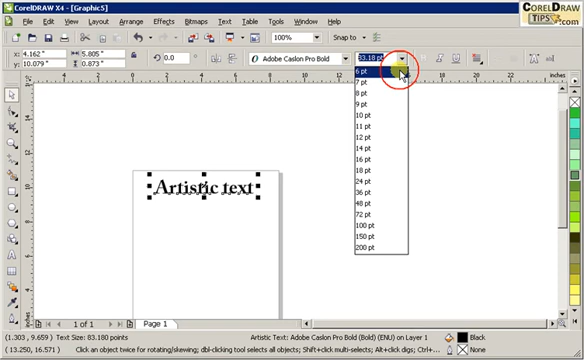 CorelDRAW X4 - [Graphic5]
CORELDRAW
TIPS.COM
File Edit View Layout Arrange Effects Bitmaps Text Table Tools Window Help
100% Snap to
x: 4.162 "
y: 10.079 "
5.805 "
0.873 "
0.0 °
O Adobe Caslon Pro Bold
83.18 pt
6 pt
7 pt
8 pt
9 pt
10 pt
11 pt
12 pt
14 pt
16 pt
18 pt
24 pt
36 pt
48 pt
72 pt
100 pt
150 pt
200 pt
inches
Artistic text
1 of 1
Page 1
(1.303, 9.659) Text Size: 83.180 points
Artistic Text: Adobe Caslon Pro (Bold) (ENU) on Layer 1
Black
(13.250, 16.571) Click an object twice for rotating/skewing; dbl-clicking tool selects all objects; Shift+click multi-selects; Alt+click digs; Ctrl+...
None